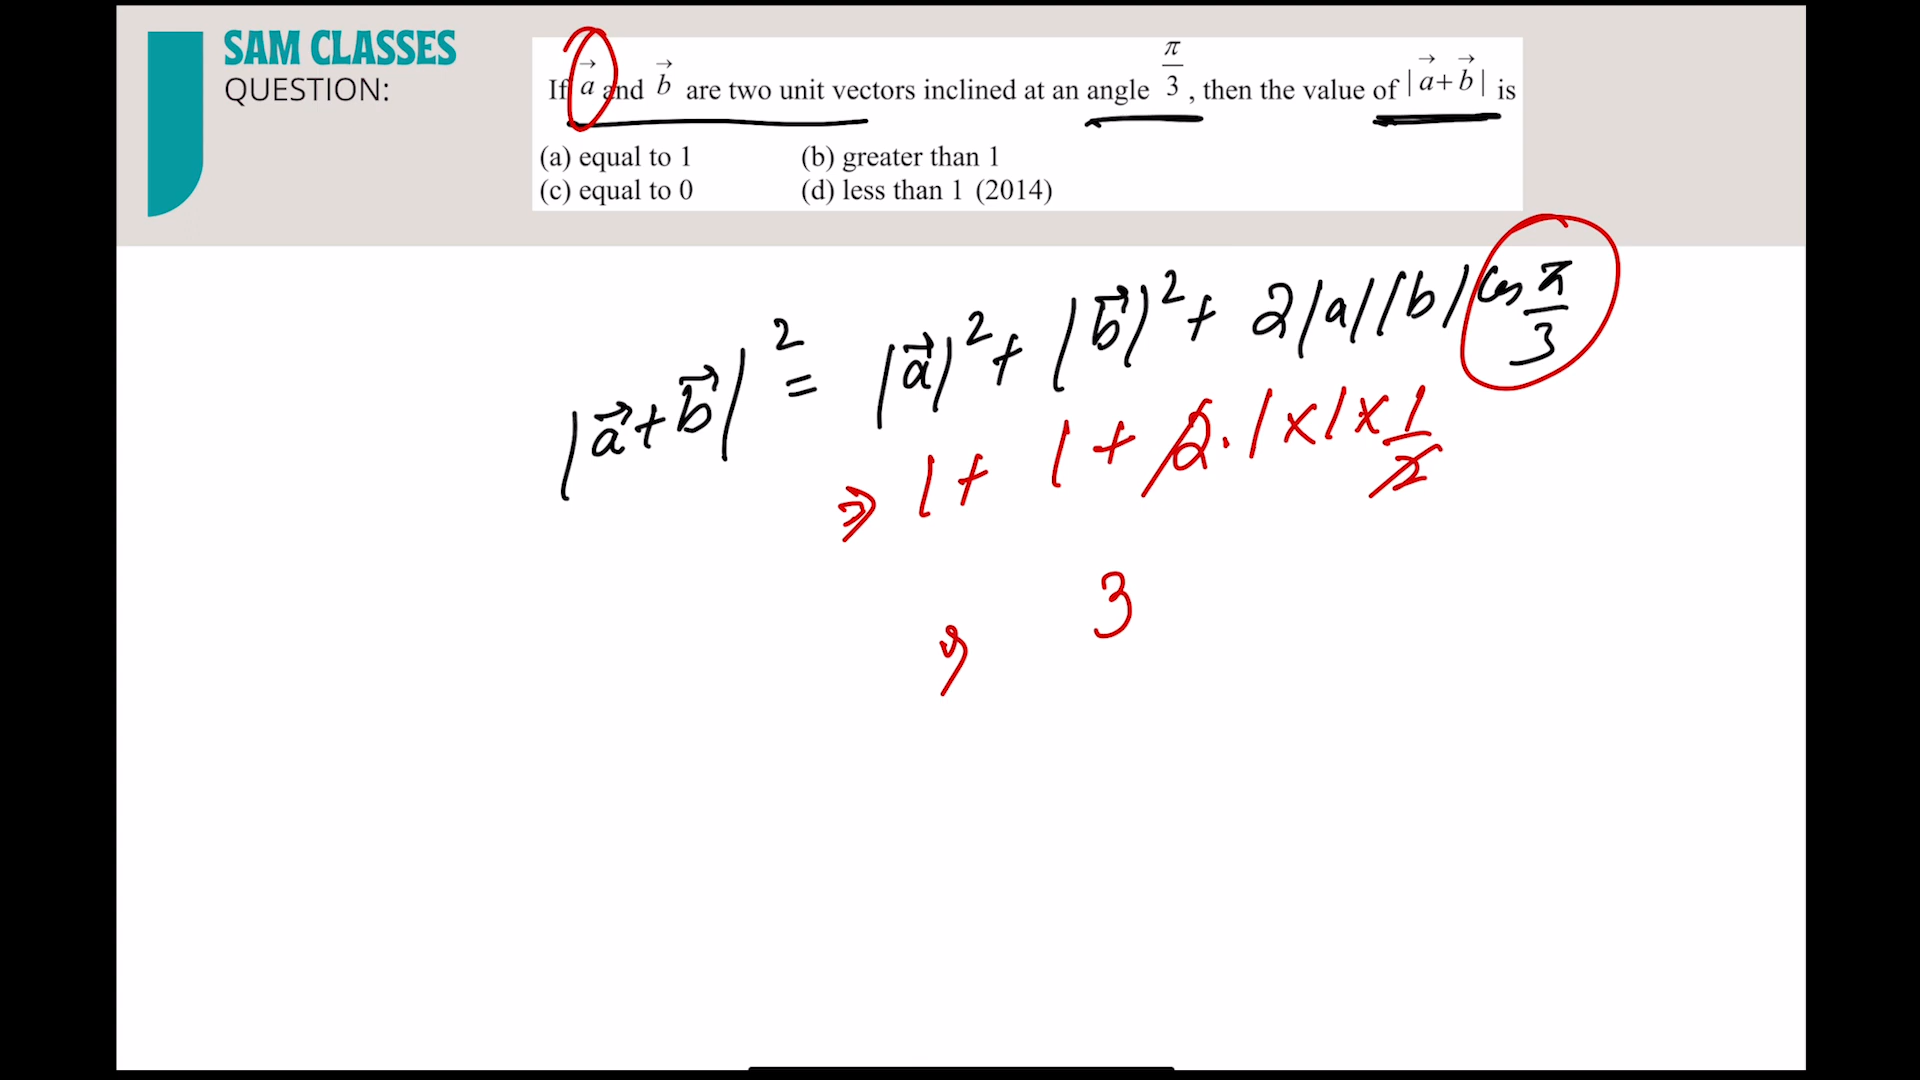 SAM CLASSES
QUESTION:
If a⃗ and b⃗ are two unit vectors inclined at an angle π/3, then the value of |a⃗+b⃗| is
(a) equal to 1 (b) greater than 1
(c) equal to 0 (d) less than 1 (2014)
|a⃗+b⃗|² = |a⃗|² + |b⃗|² + 2|a||b| cos π/3
⇒ 1 + 1 + 2·1×1×1/2
⇒ 3